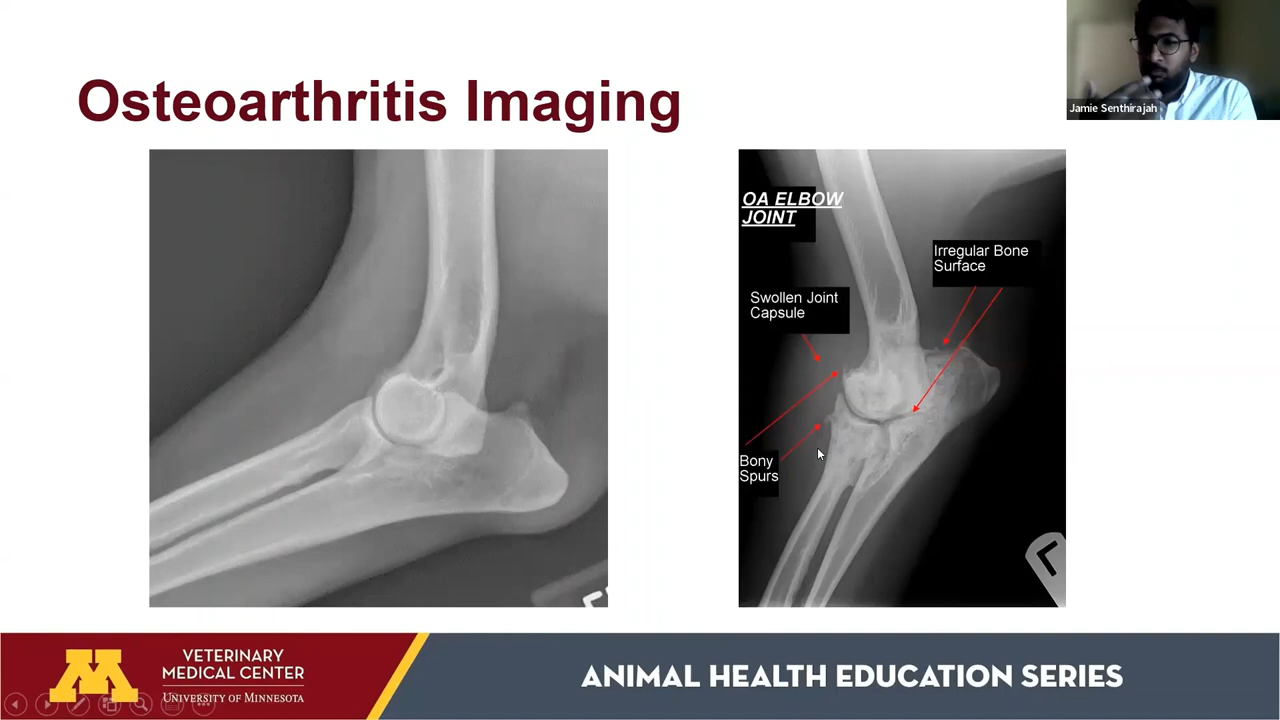 Osteoarthritis Imaging
Jamie Senthirajah
OA ELBOW
JOINT
Irregular Bone
Surface
Swollen Joint
Capsule
Bony
Spurs
L
M
VETERINARY
MEDICAL CENTER
UNIVERSITY OF MINNESOTA
ANIMAL HEALTH EDUCATION SERIES